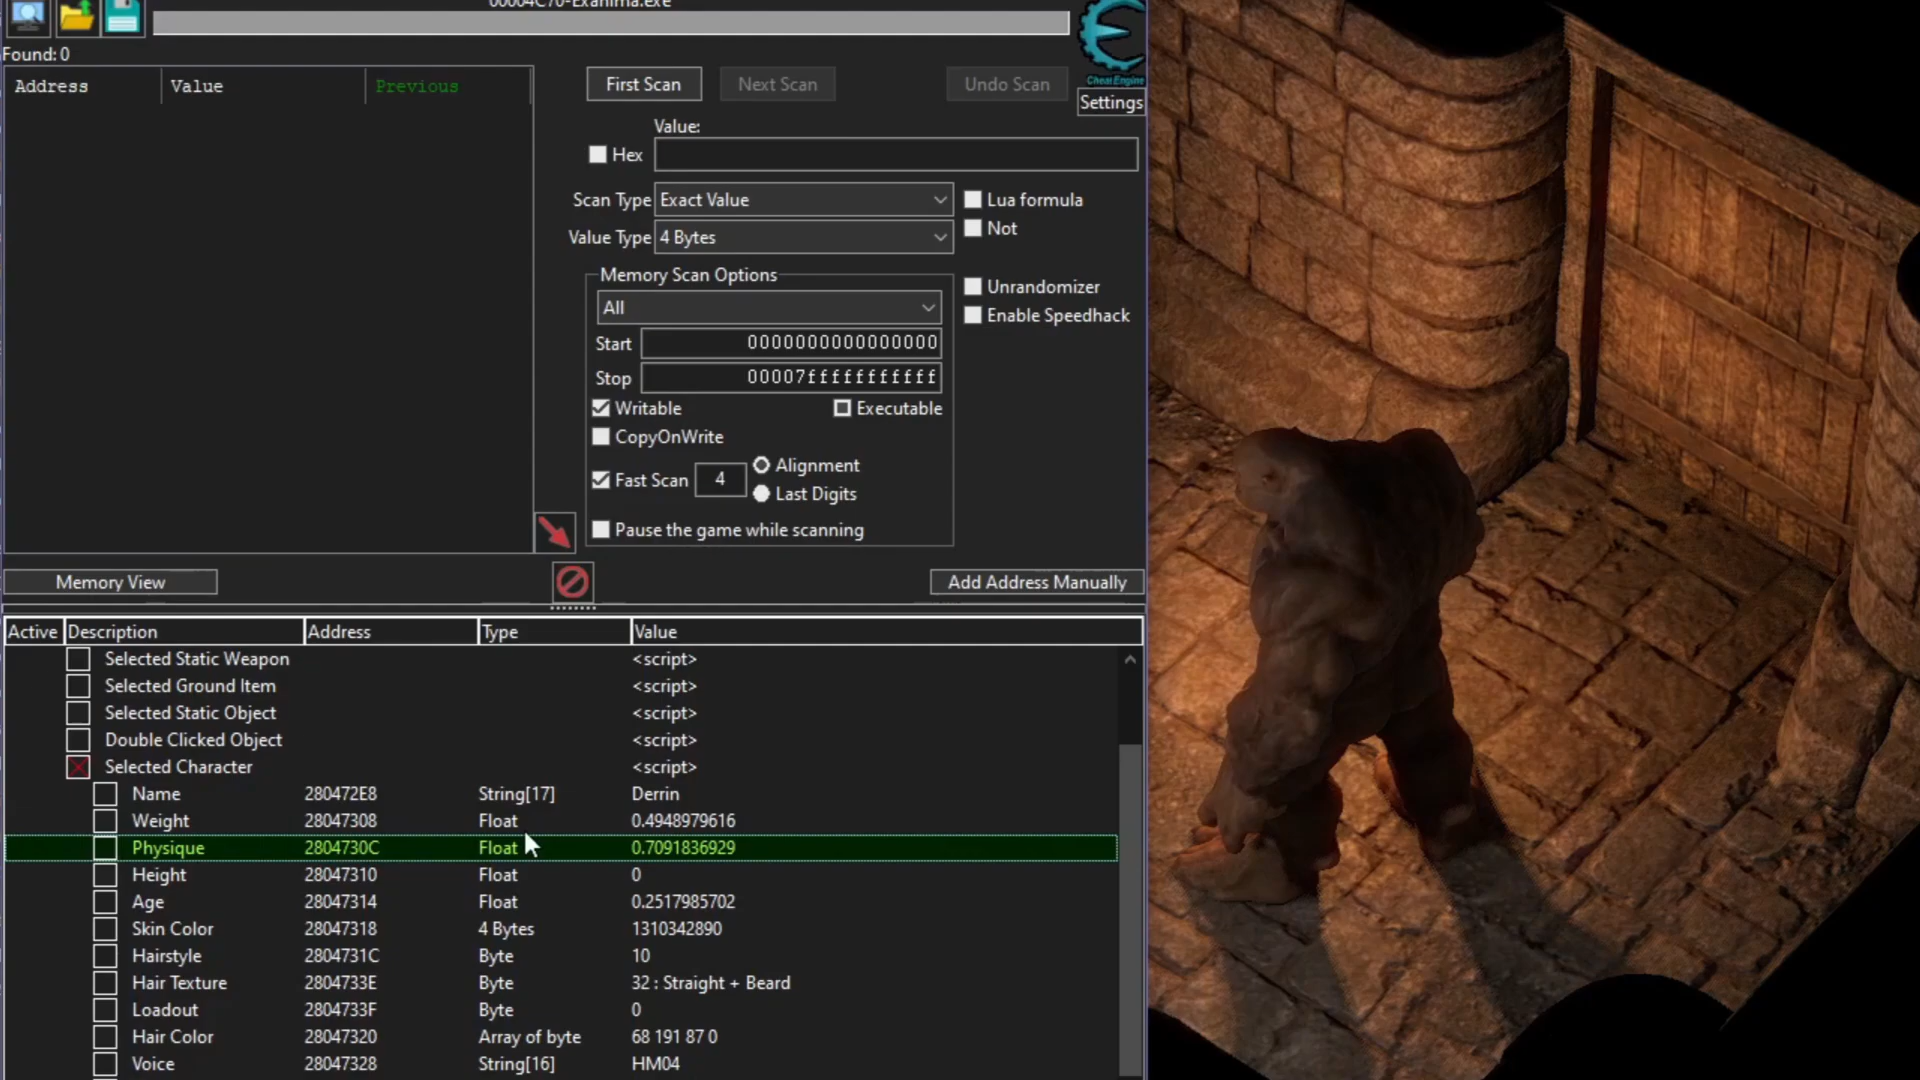 00004C70-Exanima.exe
Found: 0
Address Value Previous
First Scan Next Scan Undo Scan
Cheat Engine
Settings
Value:
Hex
Scan Type Exact Value
Lua formula
Value Type 4 Bytes
Not
Memory Scan Options
All
Unrandomizer
Enable Speedhack
Start 0000000000000000
Stop 00007fffffffffff
Writable Executable
CopyOnWrite
Fast Scan 4 Alignment
Last Digits
Pause the game while scanning
Memory View
Add Address Manually
Active Description Address Type Value
Selected Static Weapon <script>
Selected Ground Item <script>
Selected Static Object <script>
Double Clicked Object <script>
Selected Character <script>
Name 280472E8 String[17] Derrin
Weight 28047308 Float 0.4948979616
Physique 2804730C Float 0.7091836929
Height 28047310 Float 0
Age 28047314 Float 0.2517985702
Skin Color 28047318 4 Bytes 1310342890
Hairstyle 2804731C Byte 10
Hair Texture 2804733E Byte 32 : Straight + Beard
Loadout 2804733F Byte 0
Hair Color 28047320 Array of byte 68 191 87 0
Voice 28047328 String[16] HM04